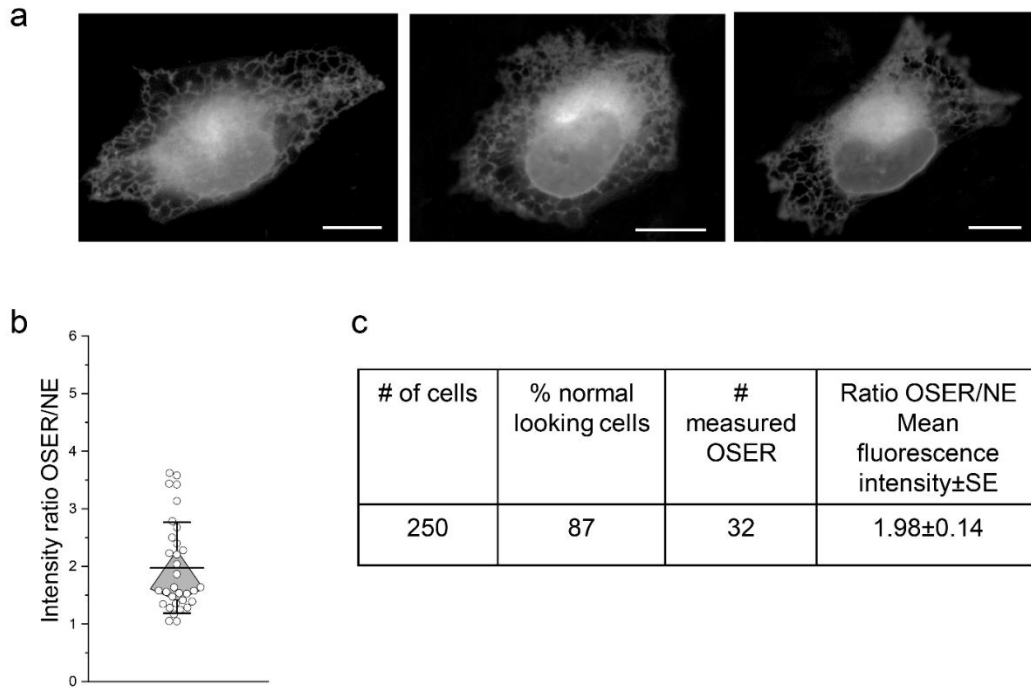 a
b
Intensity ratio OSER/NE
6
5
4
3
2
1
0
c
# of cells
% normal
looking cells
#
measured
OSER
Ratio OSER/NE
Mean
fluorescence
intensity±SE
250
87
32
1.98±0.14